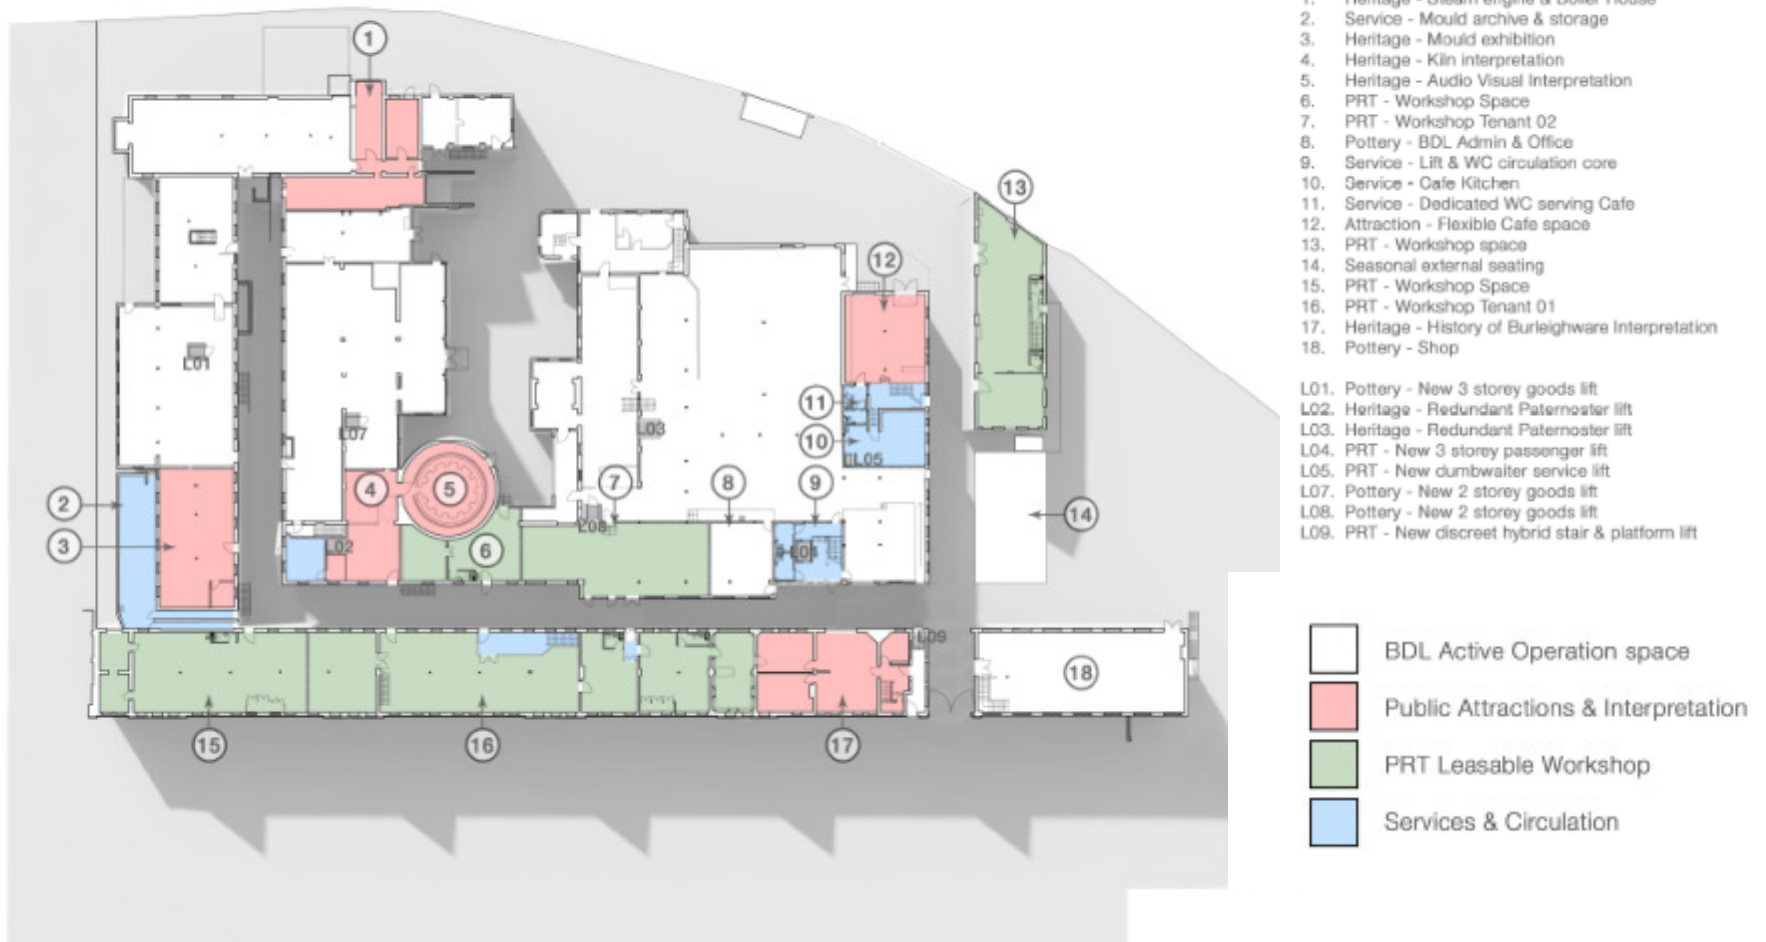 1. Heritage - Steam engine & Boiler House
2. Service - Mould archive & storage
3. Heritage - Mould exhibition
4. Heritage - Kiln interpretation
5. Heritage - Audio Visual Interpretation
6. PRT - Workshop Space
7. PRT - Workshop Tenant 02
8. Pottery - BDL Admin & Office
9. Service - Lift & WC circulation core
10. Service - Cafe Kitchen
11. Service - Dedicated WC serving Cafe
12. Attraction - Flexible Cafe space
13. PRT - Workshop space
14. Seasonal external seating
15. PRT - Workshop Space
16. PRT - Workshop Tenant 01
17. Heritage - History of Burleighware Interpretation
18. Pottery - Shop
L01. Pottery - New 3 storey goods lift
L02. Heritage - Redundant Paternoster lift
L03. Heritage - Redundant Paternoster lift
L04. PRT - New 3 storey passenger lift
L05. PRT - New dumbwaiter service lift
L07. Pottery - New 2 storey goods lift
L08. Pottery - New 2 storey goods lift
L09. PRT - New discreet hybrid stair & platform lift
BDL Active Operation space
Public Attractions & Interpretation
PRT Leasable Workshop
Services & Circulation
1
13
12
L01
11
L07
L03
10
L05
2
4
5
7
8
9
14
3
L02
L08
6
L04
L09
18
15
16
17